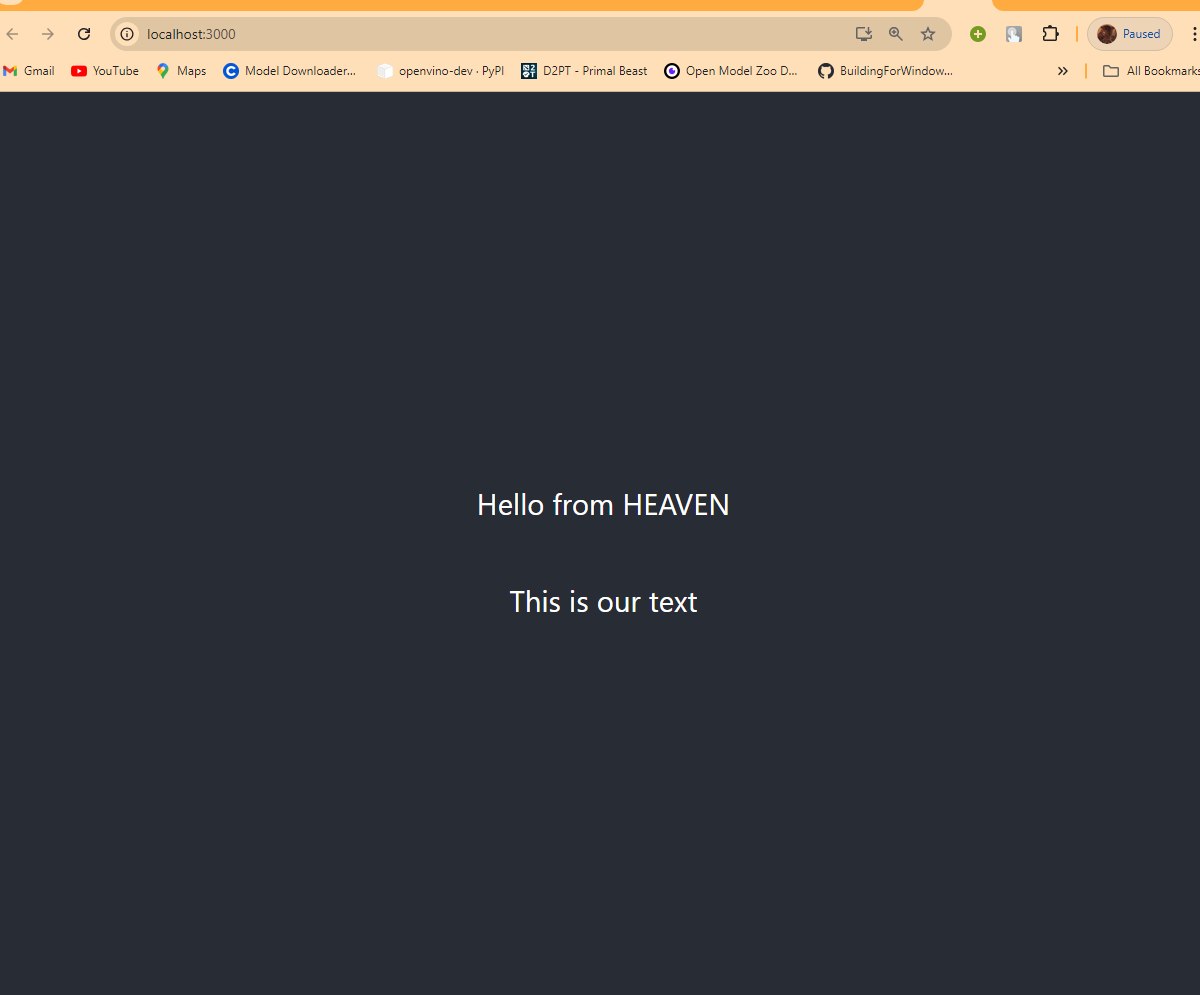 localhost:3000
Paused
Gmail YouTube Maps Model Downloader... openvino-dev · PyPI D2PT - Primal Beast Open Model Zoo D... BuildingForWindow... » All Bookmarks
Hello from HEAVEN
This is our text